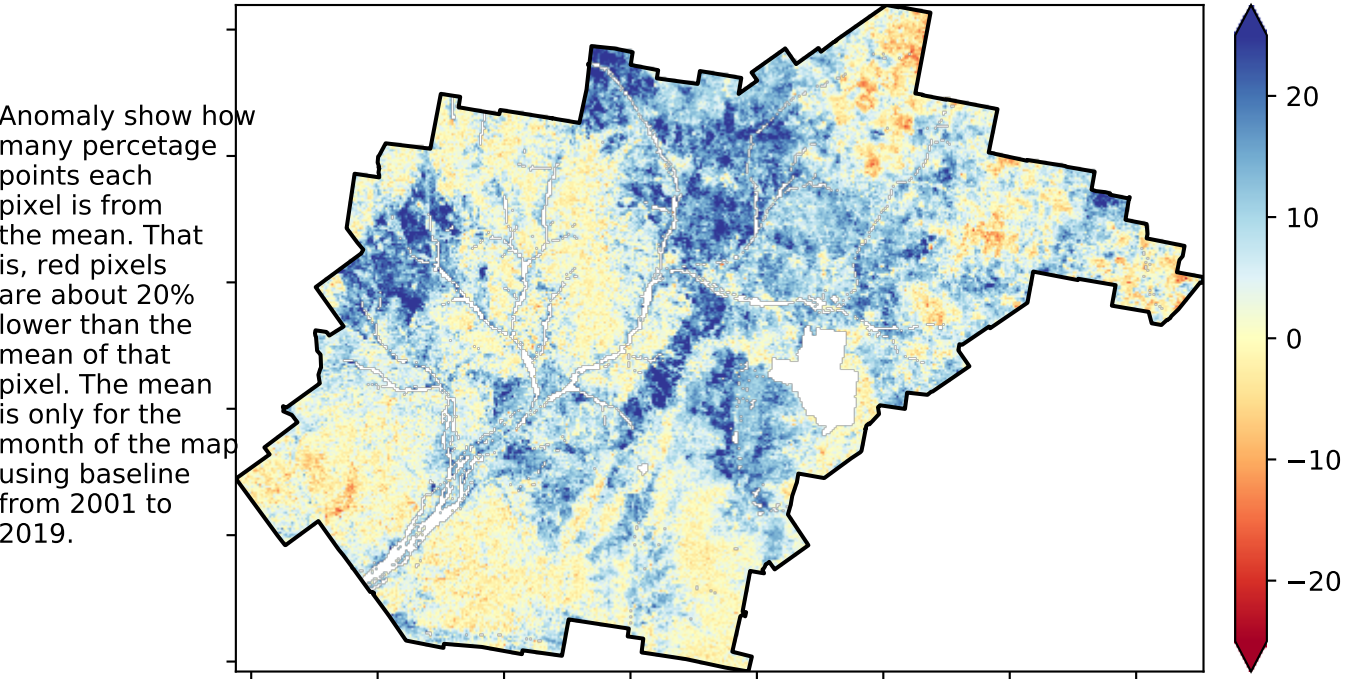 Anomaly show how
many percetage
points each
pixel is from
the mean. That
is, red pixels
are about 20%
lower than the
mean of that
pixel. The mean
is only for the
month of the map
using baseline
from 2001 to
2019.
20
10
0
−10
−20